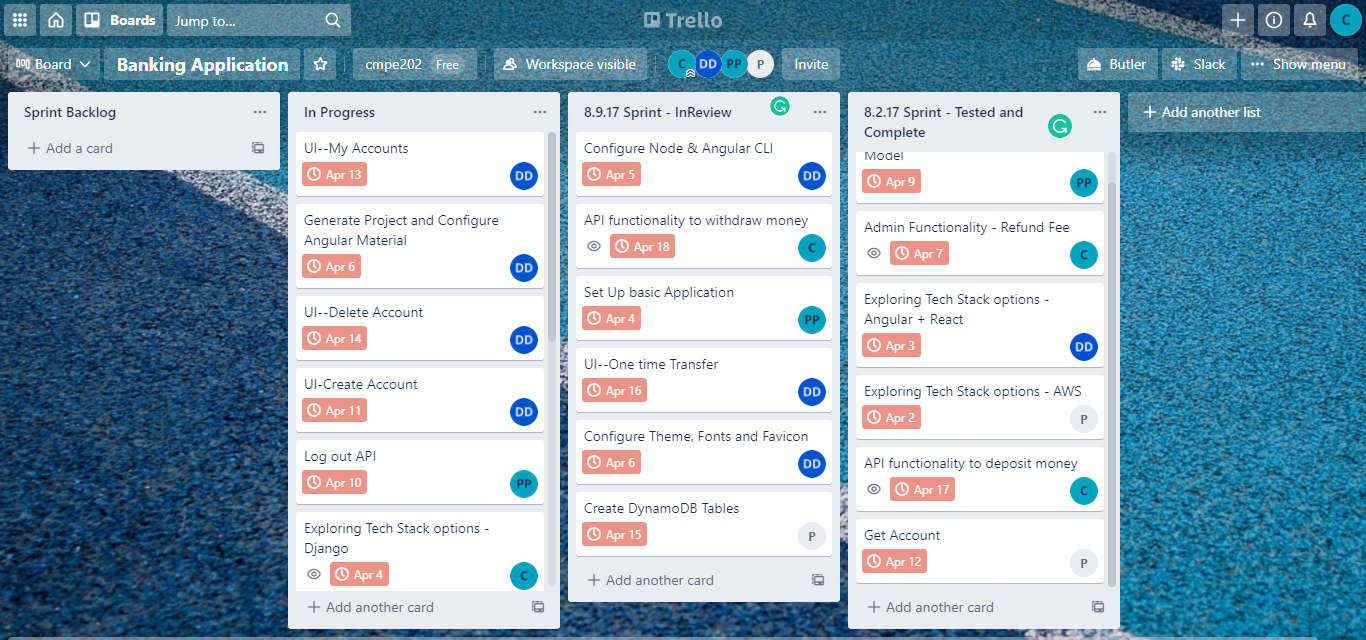 Boards
Jump to...
Trello
C
Board
Banking Application
cmpe202 Free
Workspace visible
C DD PP P
Invite
Butler
Slack
Show menu
Sprint Backlog
Add a card
In Progress
UI--My Accounts
Apr 13
DD
Generate Project and Configure
Angular Material
Apr 6
DD
UI--Delete Account
Apr 14
DD
UI-Create Account
Apr 11
DD
Log out API
Apr 10
PP
Exploring Tech Stack options -
Django
Apr 4
C
Add another card
8.9.17 Sprint - InReview
Configure Node & Angular CLI
Apr 5
DD
API functionality to withdraw money
Apr 18
C
Set Up basic Application
Apr 4
PP
UI--One time Transfer
Apr 16
DD
Configure Theme, Fonts and Favicon
Apr 6
DD
Create DynamoDB Tables
Apr 15
P
Add another card
8.2.17 Sprint - Tested and
Complete
Model
Apr 9
PP
Admin Functionality - Refund Fee
Apr 7
C
Exploring Tech Stack options -
Angular + React
Apr 3
DD
Exploring Tech Stack options - AWS
Apr 2
P
API functionality to deposit money
Apr 17
C
Get Account
Apr 12
P
Add another card
Add another list